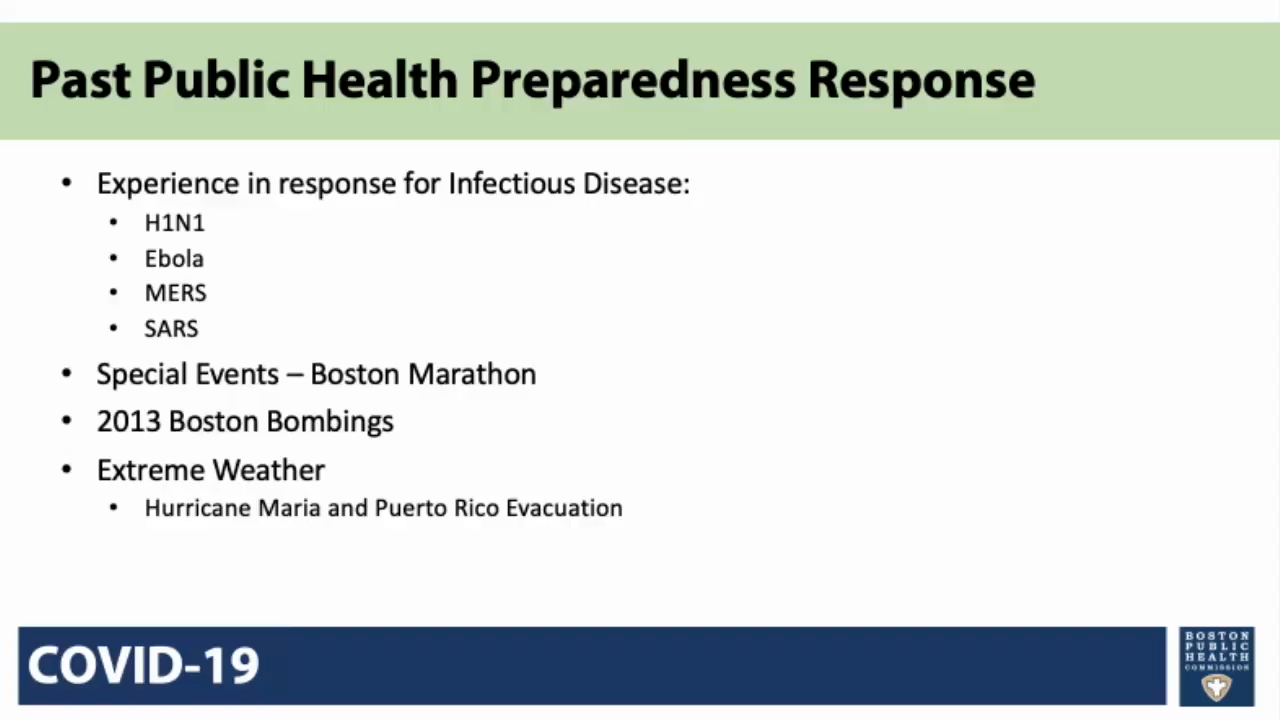 Past Public Health Preparedness Response
• Experience in response for Infectious Disease:
• H1N1
• Ebola
• MERS
• SARS
• Special Events – Boston Marathon
• 2013 Boston Bombings
• Extreme Weather
• Hurricane Maria and Puerto Rico Evacuation
COVID-19
BOSTON
PUBLIC
HEALTH
COMMISSION